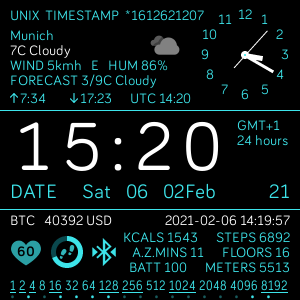 UNIX TIMESTAMP *1612621207
Munich
7C Cloudy
WIND 5kmh E HUM 86%
FORECAST 3/9C Cloudy
↑7:34 ↓17:23 UTC 14:20
12 1 2 3 4 5 6 7 8 9 10 11
15:20
GMT+1
24 hours
DATE Sat 06 02Feb 21
BTC 40392 USD 2021-02-06 14:19:57
60
KCALS 1543 STEPS 6892
A.Z.MINS 11 FLOORS 16
BATT 100 METERS 5513
1 2 4 8 16 32 64 128 256 512 1024 2048 4096 8192